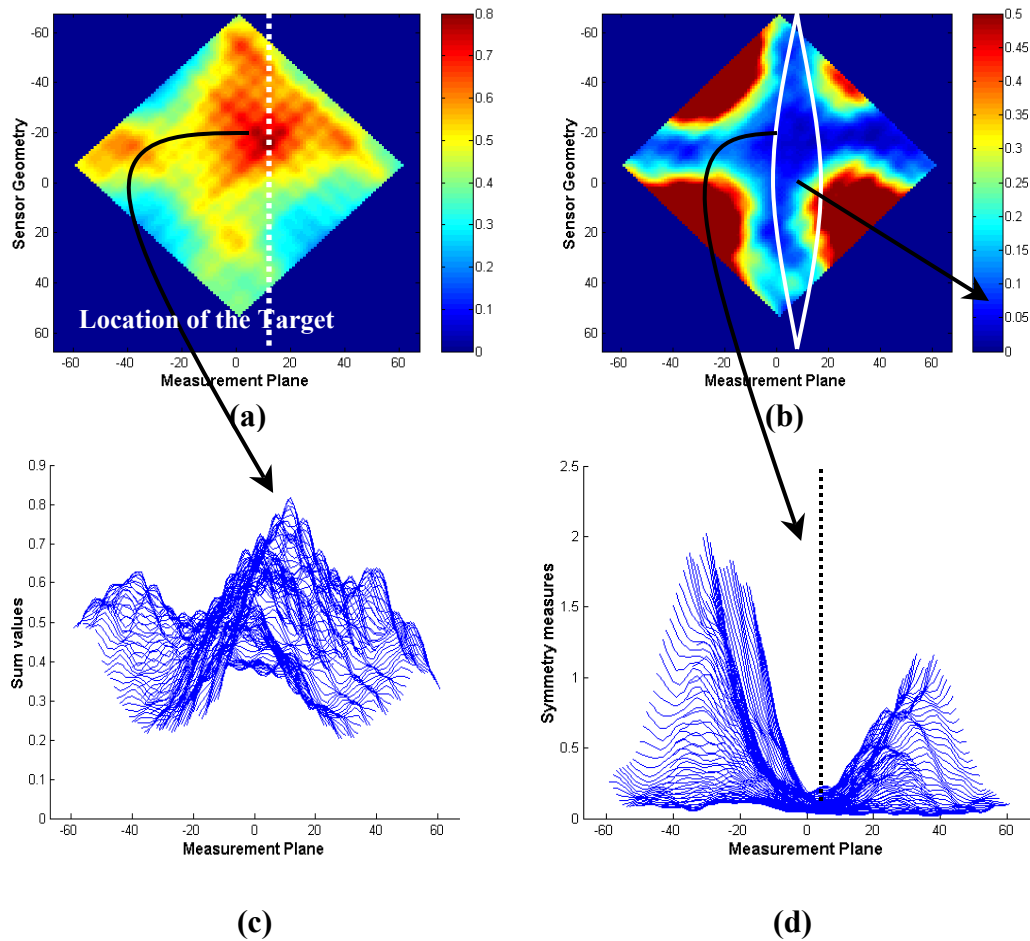 -60
-40
-20
0
20
40
60
Sensor Geometry
Location of the Target
-60 -40 -20 0 20 40 60
Measurement Plane
0.8
0.7
0.6
0.5
0.4
0.3
0.2
0.1
0
(a)
-60
-40
-20
0
20
40
60
Sensor Geometry
-60 -40 -20 0 20 40 60
Measurement Plane
0.5
0.45
0.4
0.35
0.3
0.25
0.2
0.15
0.1
0.05
0
(b)
0.9
0.8
0.7
0.6
0.5
0.4
0.3
0.2
0.1
0
Sum values
-60 -40 -20 0 20 40 60
Measurement Plane
(c)
2.5
2
1.5
1
0.5
0
Symmetry measures
-60 -40 -20 0 20 40 60
Measurement Plane
(d)